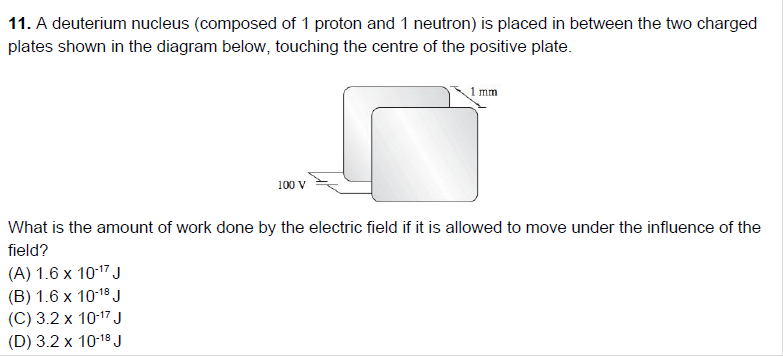 11. A deuterium nucleus (composed of 1 proton and 1 neutron) is placed in between the two charged
plates shown in the diagram below, touching the centre of the positive plate.
1 mm
100 V
What is the amount of work done by the electric field if it is allowed to move under the influence of the
field?
(A) 1.6 x 10⁻¹⁷ J
(B) 1.6 x 10⁻¹⁸ J
(C) 3.2 x 10⁻¹⁷ J
(D) 3.2 x 10⁻¹⁸ J